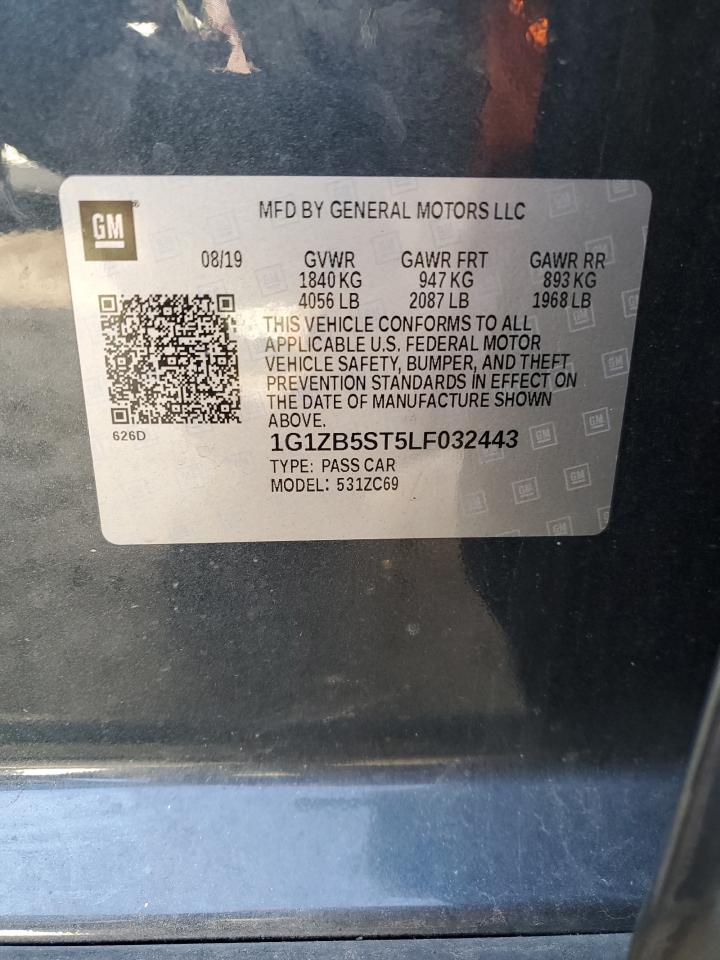 GM
MFD BY GENERAL MOTORS LLC
08/19 GVWR GAWR FRT GAWR RR
1840 KG 947 KG 893 KG
4056 LB 2087 LB 1968 LB
THIS VEHICLE CONFORMS TO ALL
APPLICABLE U.S. FEDERAL MOTOR
VEHICLE SAFETY, BUMPER, AND THEFT
PREVENTION STANDARDS IN EFFECT ON
THE DATE OF MANUFACTURE SHOWN
ABOVE.
626D
1G1ZB5ST5LF032443
TYPE: PASS CAR
MODEL: 531ZC69